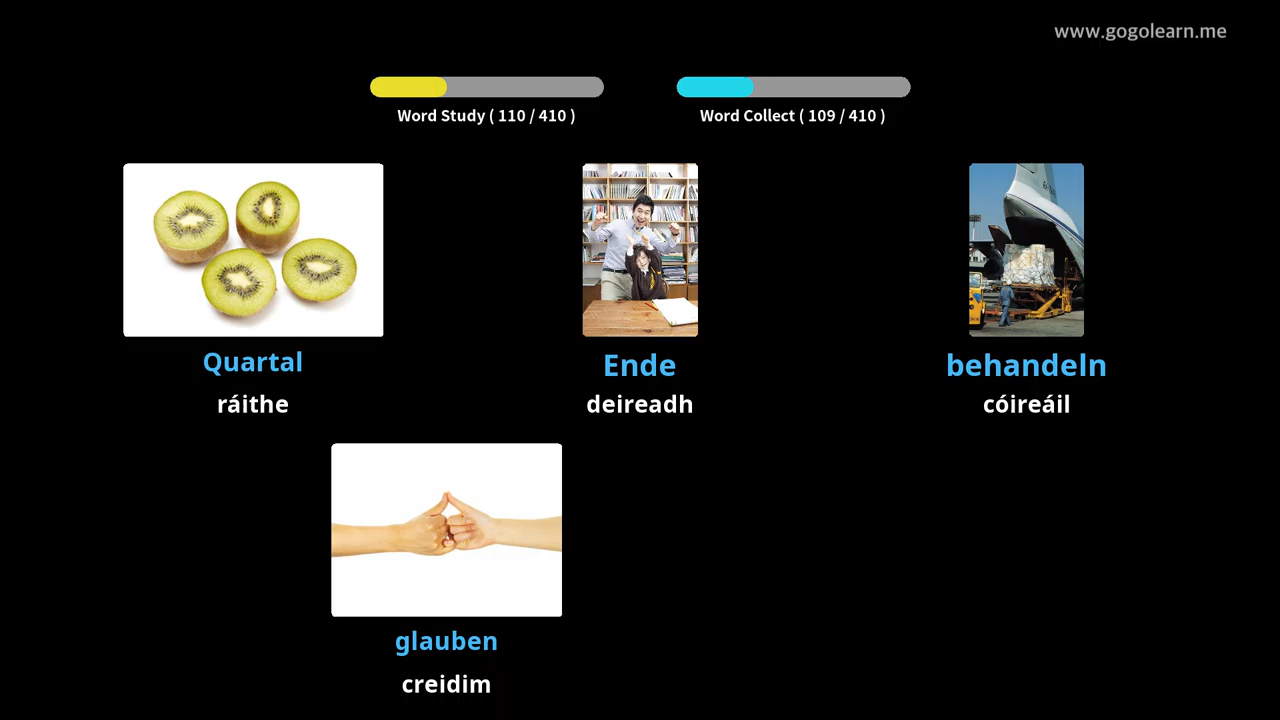 www.gogolearn.me
Word Study ( 110 / 410 )
Word Collect ( 109 / 410 )
Quartal
ráithe
Ende
deireadh
behandeln
cóireáil
glauben
creidim